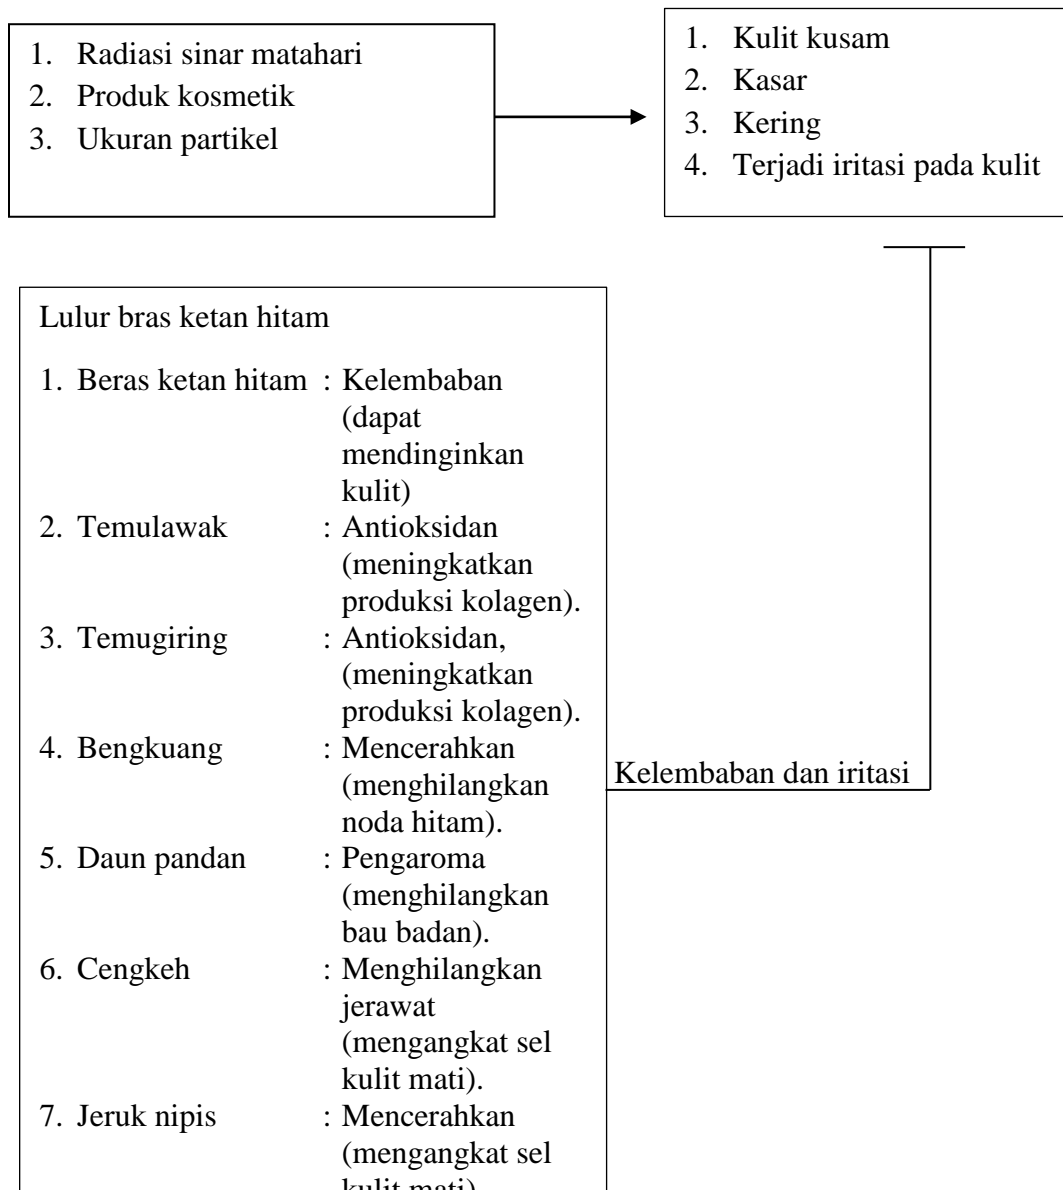 1. Radiasi sinar matahari
2. Produk kosmetik
3. Ukuran partikel
1. Kulit kusam
2. Kasar
3. Kering
4. Terjadi iritasi pada kulit
Lulur bras ketan hitam
1. Beras ketan hitam : Kelembaban
(dapat
mendinginkan
kulit)
2. Temulawak : Antioksidan
(meningkatkan
produksi kolagen).
3. Temugiring : Antioksidan,
(meningkatkan
produksi kolagen).
4. Bengkuang : Mencerahkan
(menghilangkan
noda hitam).
5. Daun pandan : Pengaroma
(menghilangkan
bau badan).
6. Cengkeh : Menghilangkan
jerawat
(mengangkat sel
kulit mati).
7. Jeruk nipis : Mencerahkan
(mengangkat sel
kulit mati)
Kelembaban dan iritasi